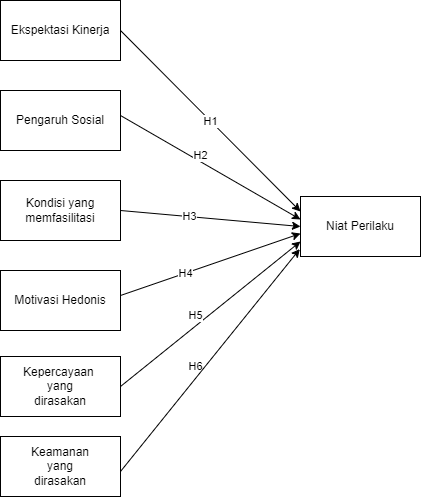 Ekspektasi Kinerja
H1
Pengaruh Sosial
H2
Kondisi yang
memfasilitasi
H3
Niat Perilaku
H4
Motivasi Hedonis
H5
Kepercayaan
yang
dirasakan
H6
Keamanan
yang
dirasakan